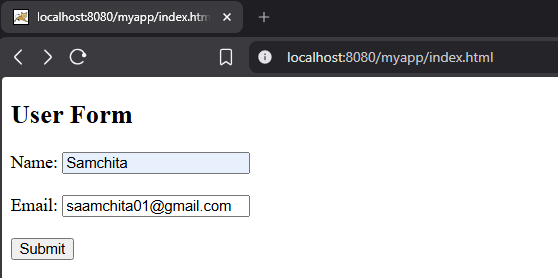 localhost:8080/myapp/index.htm
localhost:8080/myapp/index.html
User Form
Name: Samchita
Email: saamchita01@gmail.com
Submit